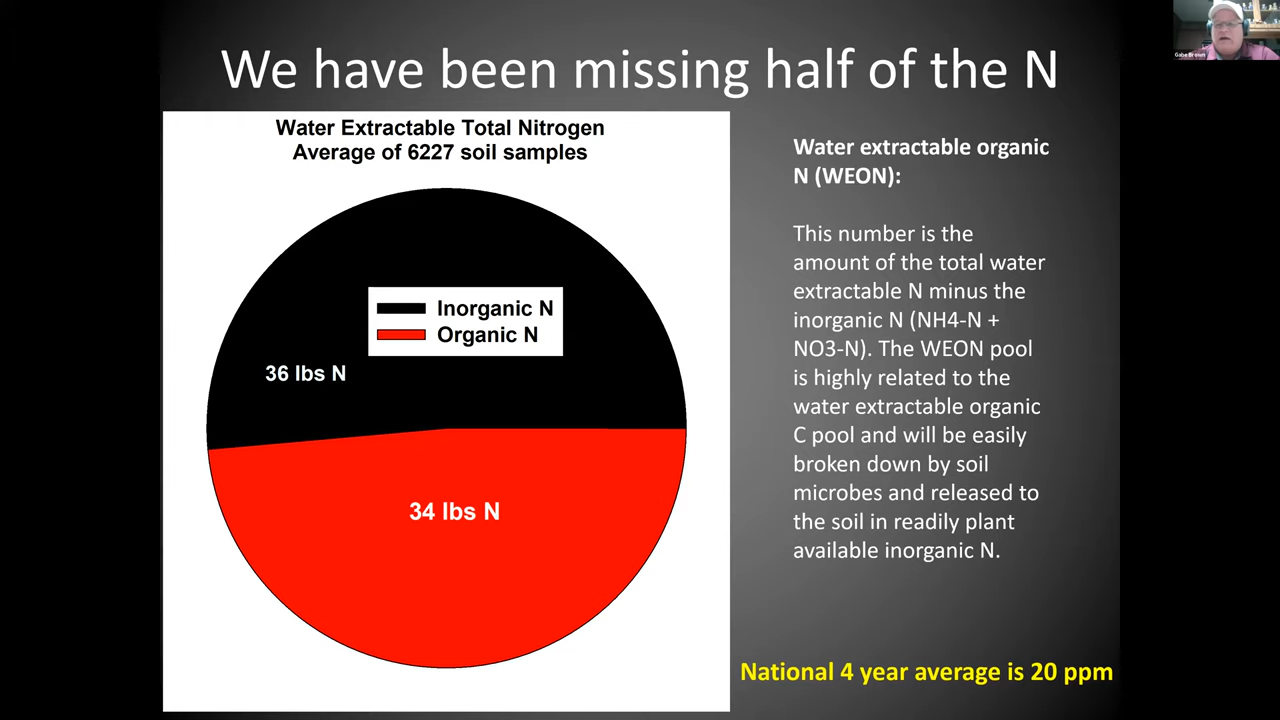 We have been missing half of the N
Gabe Brown
Water Extractable Total Nitrogen
Average of 6227 soil samples
Inorganic N
Organic N
36 lbs N
34 lbs N
Water extractable organic
N (WEON):
This number is the
amount of the total water
extractable N minus the
inorganic N (NH4-N +
NO3-N). The WEON pool
is highly related to the
water extractable organic
C pool and will be easily
broken down by soil
microbes and released to
the soil in readily plant
available inorganic N.
National 4 year average is 20 ppm